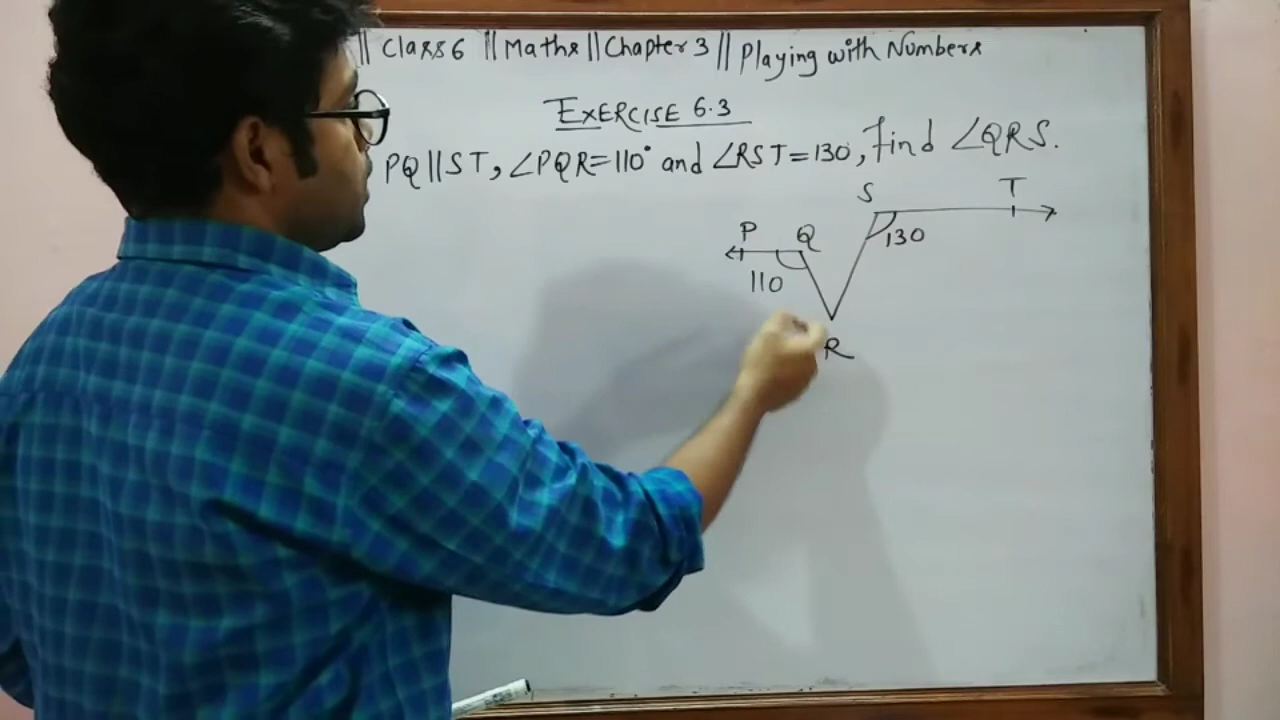 || Class 6 || Maths || Chapter 3 || Playing with Numbers
EXERCISE 6.3
PQ || ST, ∠PQR=110° and ∠RST=130, find ∠QRS.
S T
P Q 130
110
R